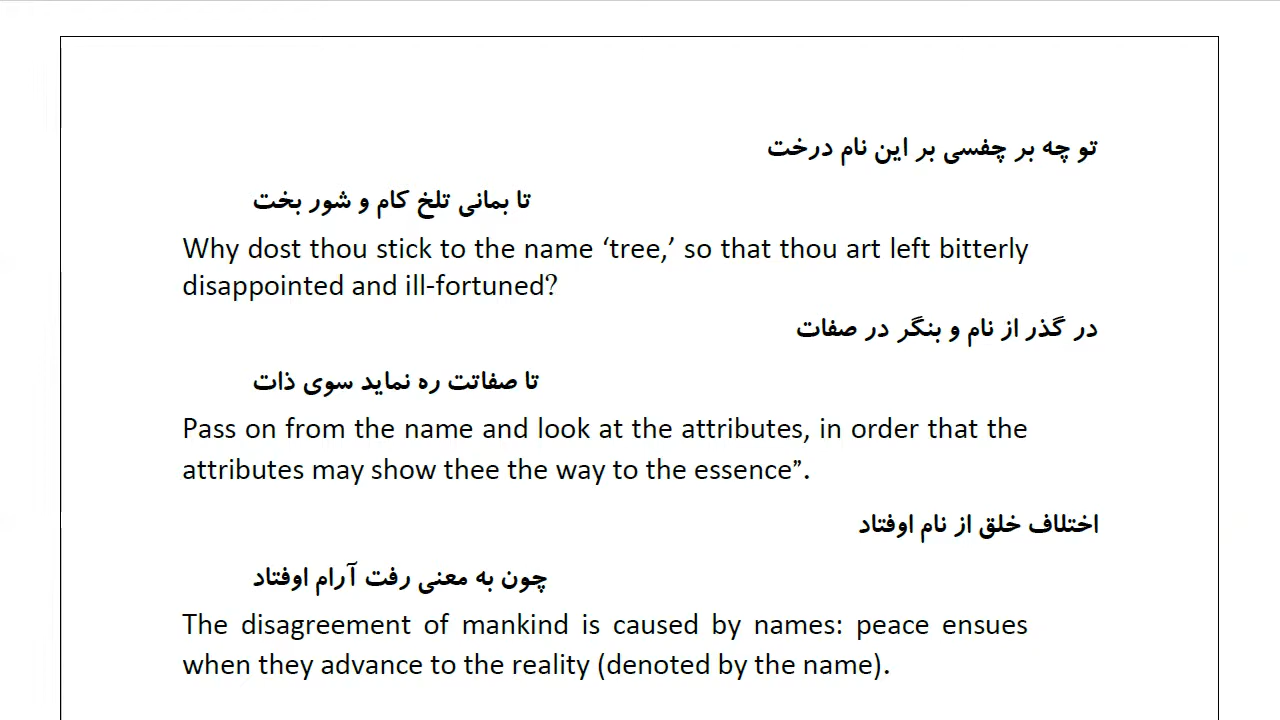 تو چه بر چفسی بر این نام درخت
تا بمانی تلخ کام و شور بخت
Why dost thou stick to the name ‘tree,’ so that thou art left bitterly
disappointed and ill-fortuned?
در گذر از نام و بنگر در صفات
تا صفاتت ره نماید سوی ذات
Pass on from the name and look at the attributes, in order that the
attributes may show thee the way to the essence”.
اختلاف خلق از نام اوفتاد
چون به معنی رفت آرام اوفتاد
The disagreement of mankind is caused by names: peace ensues
when they advance to the reality (denoted by the name).